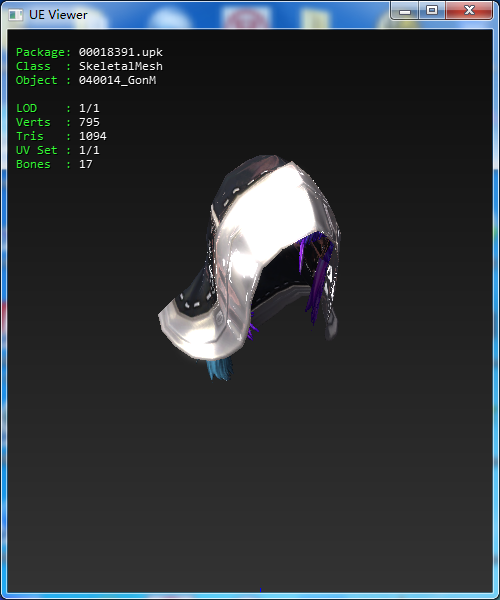 UE Viewer
Package: 00018391.upk
Class : SkeletalMesh
Object : 040014_GonM
LOD : 1/1
Verts : 795
Tris : 1094
UV Set : 1/1
Bones : 17